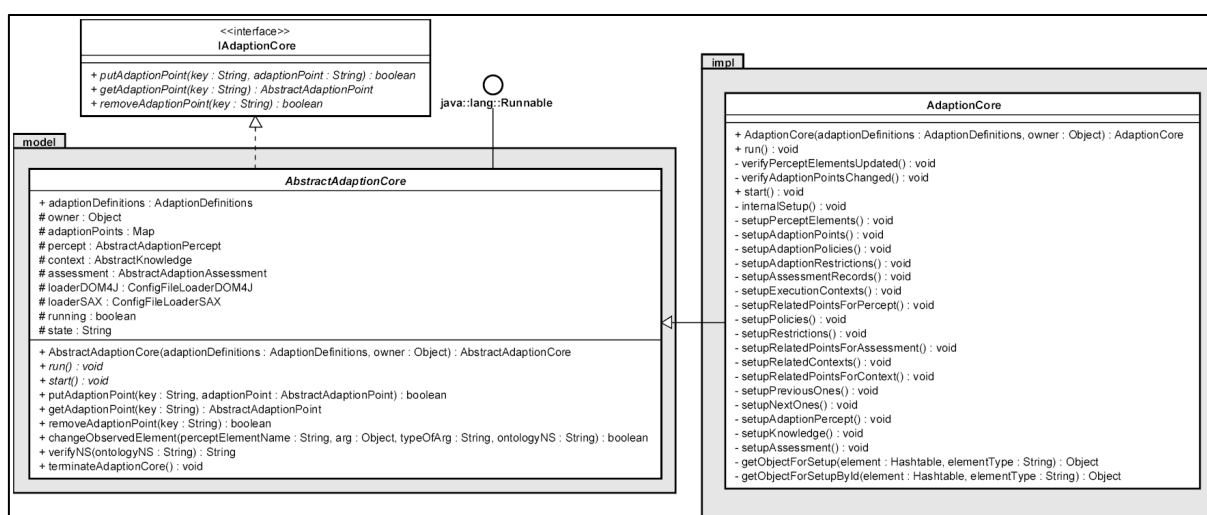 <<interface>>
IAdaptionCore
+ putAdaptionPoint(key : String, adaptionPoint : String) : boolean
+ getAdaptionPoint(key : String) : AbstractAdaptionPoint
+ removeAdaptionPoint(key : String) : boolean
java::lang::Runnable
model
AbstractAdaptionCore
+ adaptionDefinitions : AdaptionDefinitions
# owner : Object
# adaptionPoints : Map
# percept : AbstractAdaptionPercept
# context : AbstractKnowledge
# assessment : AbstractAdaptionAssessment
# loaderDOM4J : ConfigFileLoaderDOM4J
# loaderSAX : ConfigFileLoaderSAX
# running : boolean
# state : String
+ AbstractAdaptionCore(adaptionDefinitions : AdaptionDefinitions, owner : Object) : AbstractAdaptionCore
+ run() : void
+ start() : void
+ putAdaptionPoint(key : String, adaptionPoint : AbstractAdaptionPoint) : boolean
+ getAdaptionPoint(key : String) : AbstractAdaptionPoint
+ removeAdaptionPoint(key : String) : boolean
+ changeObservedElement(perceptElementName : String, arg : Object, typeOfArg : String, ontologyNS : String) : boolean
+ verifyNS(ontologyNS : String) : String
+ terminateAdaptionCore() : void
impl
AdaptionCore
+ AdaptionCore(adaptionDefinitions : AdaptionDefinitions, owner : Object) : AdaptionCore
+ run() : void
- verifyPerceptElementsUpdated() : void
- verifyAdaptionPointsChanged() : void
+ start() : void
- internalSetup() : void
- setupPerceptElements() : void
- setupAdaptionPoints() : void
- setupAdaptionPolicies() : void
- setupAdaptionRestrictions() : void
- setupAssessmentRecords() : void
- setupExecutionContexts() : void
- setupRelatedPointsForPercept() : void
- setupPolicies() : void
- setupRestrictions() : void
- setupRelatedPointsForAssessment() : void
- setupRelatedContexts() : void
- setupRelatedPointsForContext() : void
- setupPreviousOnes() : void
- setupNextOnes() : void
- setupAdaptionPercept() : void
- setupKnowledge() : void
- setupAssessment() : void
- getObjectForSetup(element : Hashtable, elementType : String) : Object
- getObjectForSetupById(element : Hashtable, elementType : String) : Object